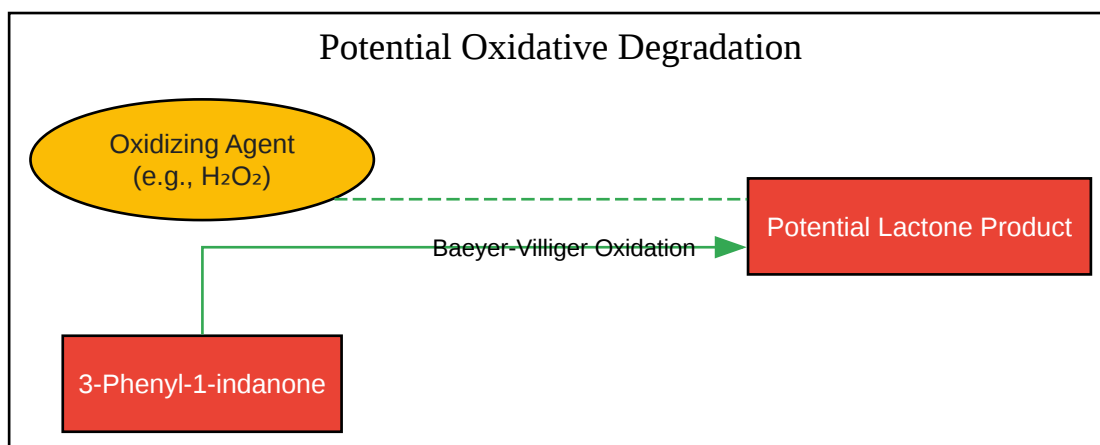 Potential Oxidative Degradation
Oxidizing Agent
(e.g., H₂O₂)
Potential Lactone Product
Baeyer-Villiger Oxidation
3-Phenyl-1-indanone